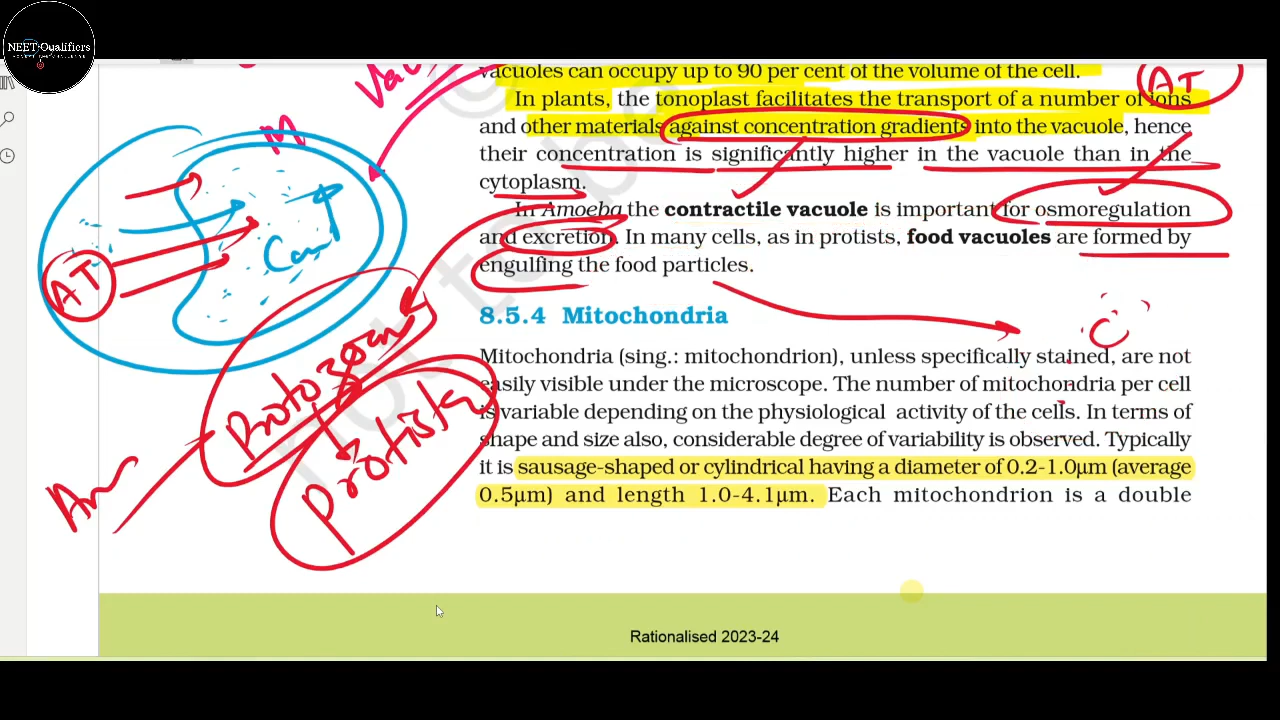 NEET Qualifiers
vacuoles can occupy up to 90 per cent of the volume of the cell.
AT
In plants, the tonoplast facilitates the transport of a number of ions
and other materials against concentration gradients into the vacuole, hence
their concentration is significantly higher in the vacuole than in the
cytoplasm.
In Amoeba the contractile vacuole is important for osmoregulation
and excretion. In many cells, as in protists, food vacuoles are formed by
engulfing the food particles.
8.5.4 Mitochondria
Mitochondria (sing.: mitochondrion), unless specifically stained, are not
easily visible under the microscope. The number of mitochondria per cell
is variable depending on the physiological activity of the cells. In terms of
shape and size also, considerable degree of variability is observed. Typically
it is sausage-shaped or cylindrical having a diameter of 0.2-1.0μm (average
0.5μm) and length 1.0-4.1μm. Each mitochondrion is a double
AT
Protozoan
Protista
Rationalised 2023-24